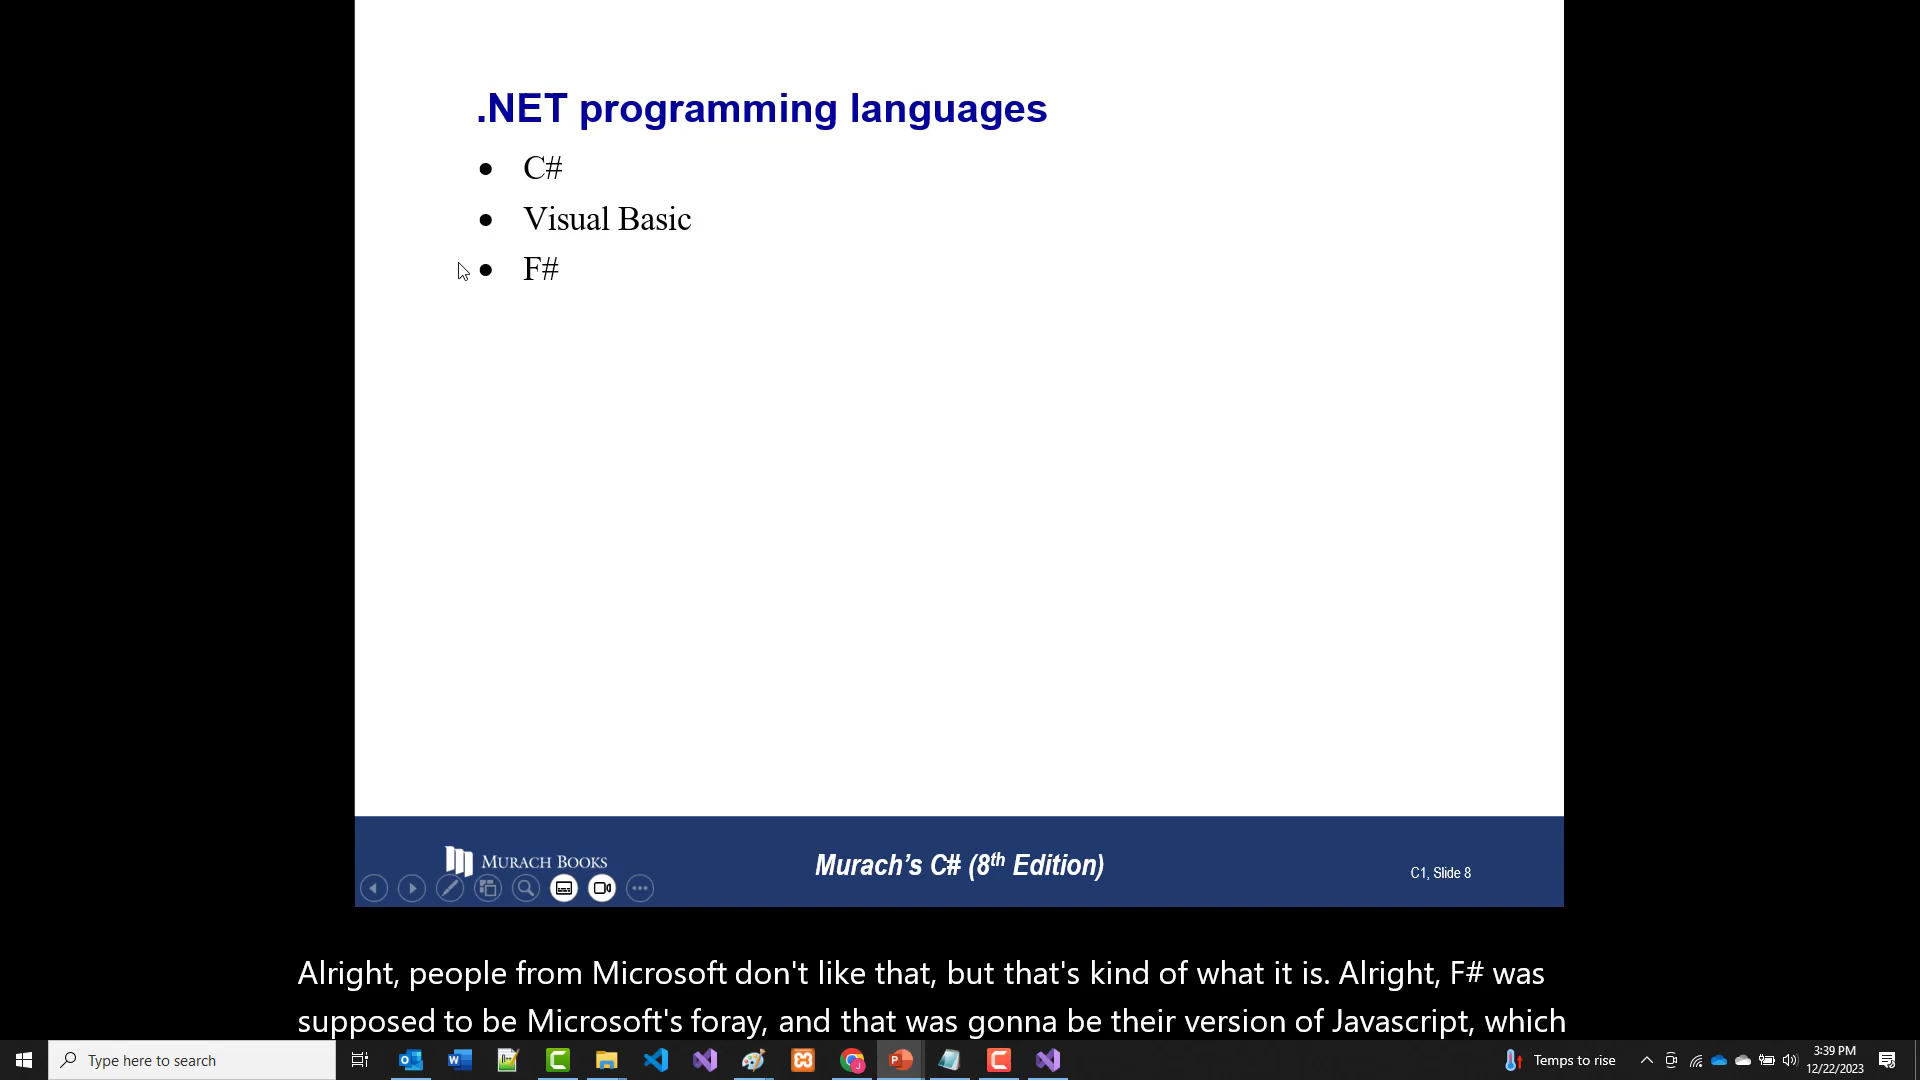 .NET programming languages
• C#
• Visual Basic
• F#
MURACH BOOKS
Murach's C# (8th Edition)
C1, Slide 8
Alright, people from Microsoft don't like that, but that's kind of what it is. Alright, F# was
supposed to be Microsoft's foray, and that was gonna be their version of Javascript, which
Type here to search
Temps to rise
3:39 PM
12/22/2023